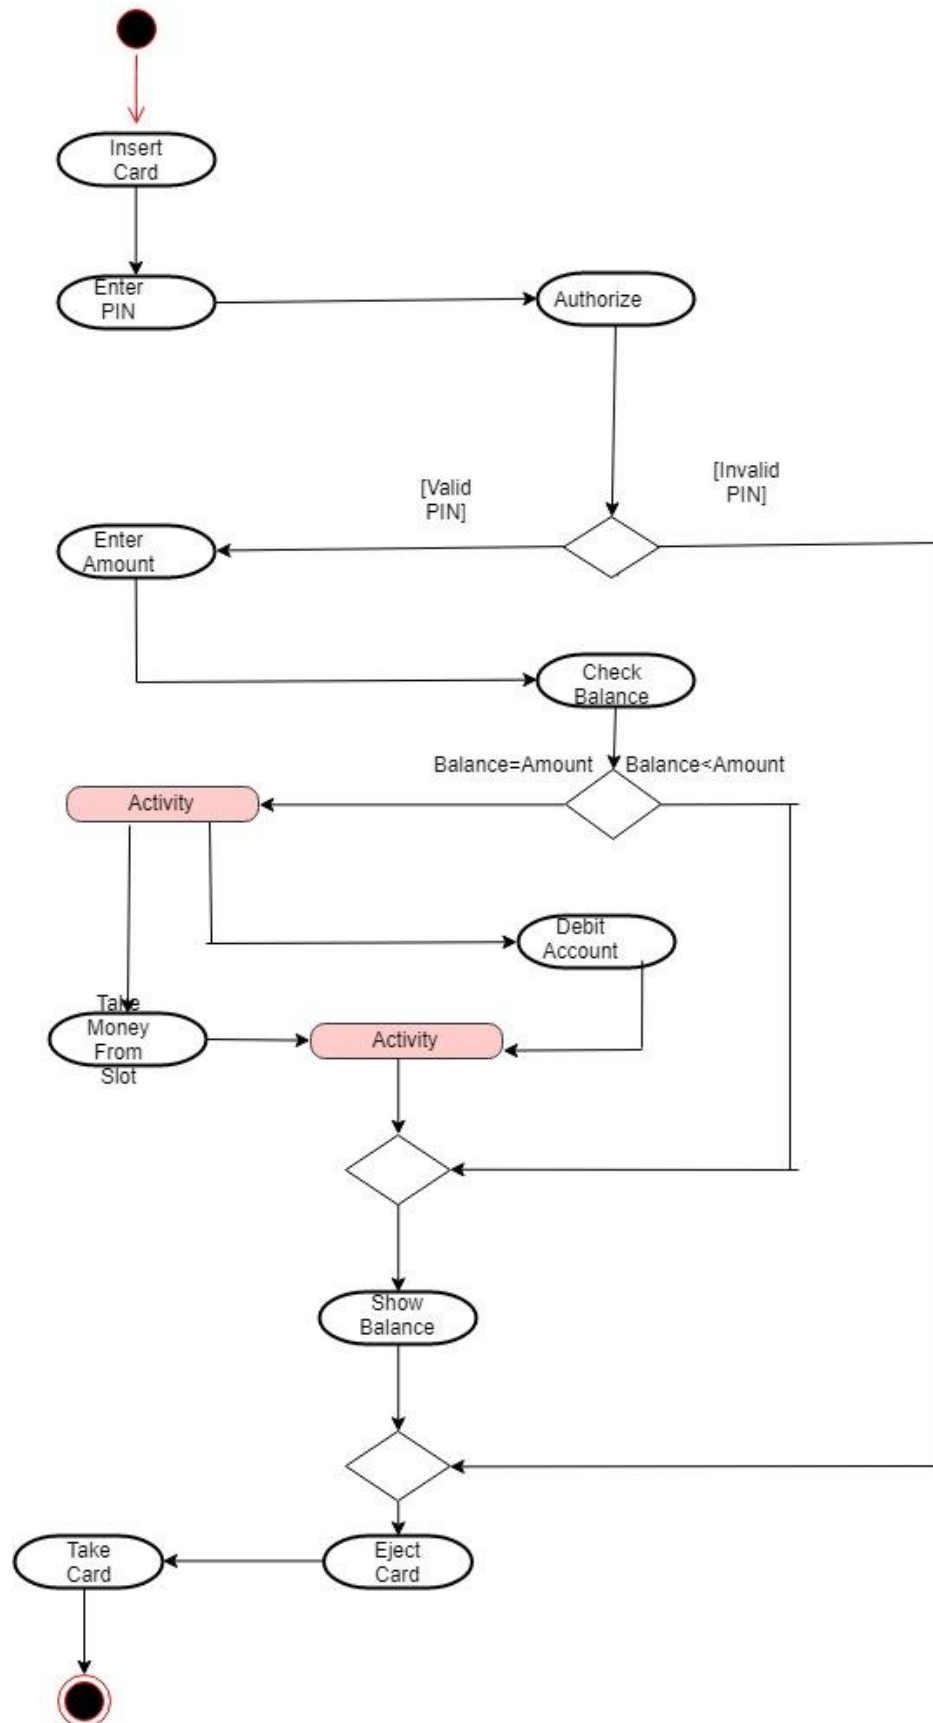 Insert
Card
Enter
PIN
Authorize
[Valid
PIN]
[Invalid
PIN]
Enter
Amount
Check
Balance
Balance=Amount
Balance<Amount
Activity
Debit
Account
Take
Money
From
Slot
Activity
Show
Balance
Take
Card
Eject
Card